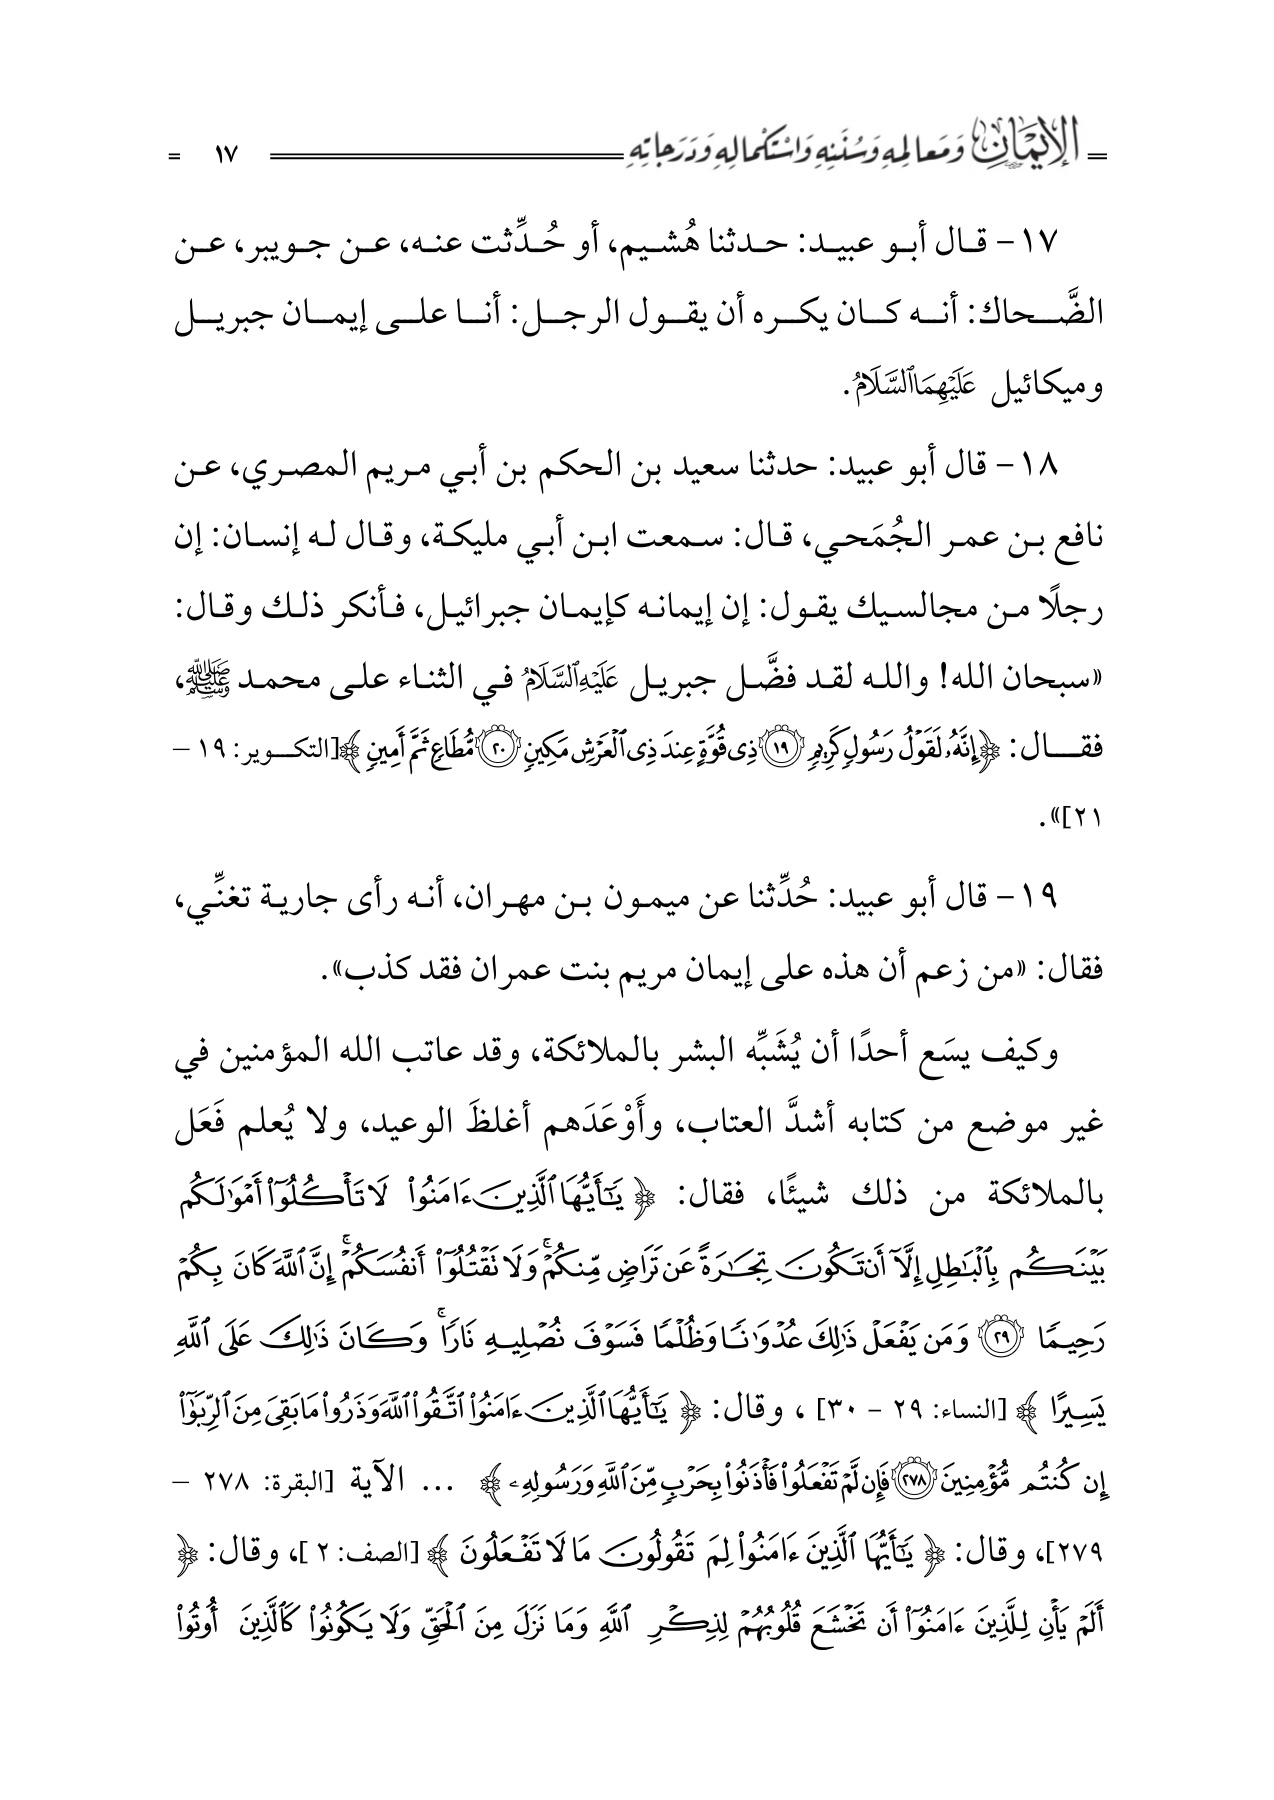 الإيمان ومعالمه وسننه واستكماله ودرجاته = ١٧ =
١٧- قال أبو عبيد: حدثنا هُشيم، أو حُدِّثت عنه، عن جويبر، عن
الضَّحاك: أنه كان يكره أن يقول الرجل: أنا على إيمان جبريل
وميكائيل عَلَيْهِمَا ٱلسَّلَامُ.
١٨- قال أبو عبيد: حدثنا سعيد بن الحكم بن أبي مريم المصري، عن
نافع بن عمر الجُمَحي، قال: سمعت ابن أبي مليكة، وقال له إنسان: إن
رجلًا من مجالسيك يقول: إن إيمانه كإيمان جبرائيل، فأنكر ذلك وقال:
«سبحان الله! والله لقد فضَّل جبريل عَلَيْهِ ٱلسَّلَامُ في الثناء على محمد ﷺ،
فقال: ﴿إِنَّهُۥ لَقَوۡلُ رَسُولٖ كَرِيمٖ ١٩ ذِي قُوَّةٍ عِندَ ذِي ٱلۡعَرۡشِ مَكِينٖ ٢٠ مُّطَاعٖ ثَمَّ أَمِينٖ ﴾[التكوير: ١٩ –
٢١]».
١٩- قال أبو عبيد: حُدِّثنا عن ميمون بن مهران، أنه رأى جارية تغنِّي،
فقال: «من زعم أن هذه على إيمان مريم بنت عمران فقد كذب».
وكيف يسَع أحدًا أن يُشَبِّه البشر بالملائكة، وقد عاتب الله المؤمنين في
غير موضع من كتابه أشدَّ العتاب، وأَوْعَدَهم أغلظَ الوعيد، ولا يُعلم فَعَل
بالملائكة من ذلك شيئًا، فقال: ﴿ يَٰٓأَيُّهَا ٱلَّذِينَ ءَامَنُواْ لَا تَأۡكُلُوٓاْ أَمۡوَٰلَكُم
بَيۡنَكُم بِٱلۡبَٰطِلِ إِلَّآ أَن تَكُونَ تِجَٰرَةً عَن تَرَاضٖ مِّنكُمۡۚ وَلَا تَقۡتُلُوٓاْ أَنفُسَكُمۡۚ إِنَّ ٱللَّهَ كَانَ بِكُمۡ
رَحِيمٗا ٢٩ وَمَن يَفۡعَلۡ ذَٰلِكَ عُدۡوَٰنٗا وَظُلۡمٗا فَسَوۡفَ نُصۡلِيهِ نَارٗاۚ وَكَانَ ذَٰلِكَ عَلَى ٱللَّهِ
يَسِيرًا ﴾ [النساء: ٢٩ – ٣٠] ، وقال: ﴿ يَٰٓأَيُّهَا ٱلَّذِينَ ءَامَنُواْ ٱتَّقُواْ ٱللَّهَ وَذَرُواْ مَا بَقِيَ مِنَ ٱلرِّبَوٰٓاْ
إِن كُنتُم مُّؤۡمِنِينَ ٢٧٨ فَإِن لَّمۡ تَفۡعَلُواْ فَأۡذَنُواْ بِحَرۡبٖ مِّنَ ٱللَّهِ وَرَسُولِهِۦ ﴾ ... الآية [البقرة: ٢٧٨ –
٢٧٩]، وقال: ﴿ يَٰٓأَيُّهَا ٱلَّذِينَ ءَامَنُواْ لِمَ تَقُولُونَ مَا لَا تَفۡعَلُونَ ﴾ [الصف: ٢ ]، وقال: ﴿
أَلَمۡ يَأۡنِ لِلَّذِينَ ءَامَنُوٓاْ أَن تَخۡشَعَ قُلُوبُهُمۡ لِذِكۡرِ ٱللَّهِ وَمَا نَزَلَ مِنَ ٱلۡحَقِّ وَلَا يَكُونُواْ كَٱلَّذِينَ أُوتُواْ